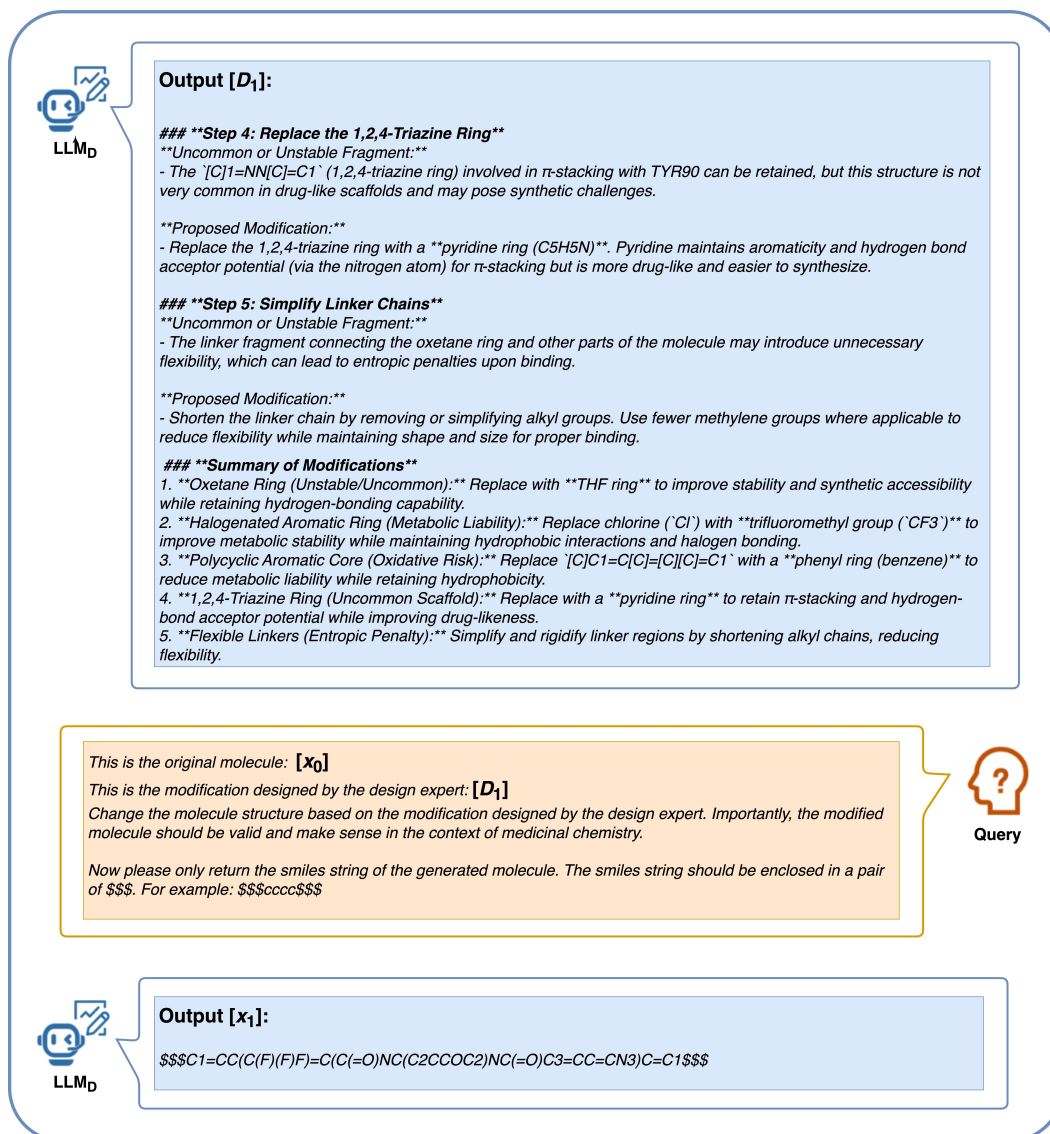 Output [D1]:
### **Step 4: Replace the 1,2,4-Triazine Ring**
**Uncommon or Unstable Fragment:**
- The `[C]1=NN[C]=C1` (1,2,4-triazine ring) involved in π-stacking with TYR90 can be retained, but this structure is not
very common in drug-like scaffolds and may pose synthetic challenges.
**Proposed Modification:**
- Replace the 1,2,4-triazine ring with a **pyridine ring (C5H5N)**. Pyridine maintains aromaticity and hydrogen bond
acceptor potential (via the nitrogen atom) for π-stacking but is more drug-like and easier to synthesize.
### **Step 5: Simplify Linker Chains**
**Uncommon or Unstable Fragment:**
- The linker fragment connecting the oxetane ring and other parts of the molecule may introduce unnecessary
flexibility, which can lead to entropic penalties upon binding.
**Proposed Modification:**
- Shorten the linker chain by removing or simplifying alkyl groups. Use fewer methylene groups where applicable to
reduce flexibility while maintaining shape and size for proper binding.
### **Summary of Modifications**
1. **Oxetane Ring (Unstable/Uncommon):** Replace with **THF ring** to improve stability and synthetic accessibility
while retaining hydrogen-bonding capability.
2. **Halogenated Aromatic Ring (Metabolic Liability):** Replace chlorine (`Cl`) with **trifluoromethyl group (`CF3`)** to
improve metabolic stability while maintaining hydrophobic interactions and halogen bonding.
3. **Polycyclic Aromatic Core (Oxidative Risk):** Replace `[C]C1=C[C]=[C][C]=C1` with a **phenyl ring (benzene)** to
reduce metabolic liability while retaining hydrophobicity.
4. **1,2,4-Triazine Ring (Uncommon Scaffold):** Replace with a **pyridine ring** to retain π-stacking and hydrogen-
bond acceptor potential while improving drug-likeness.
5. **Flexible Linkers (Entropic Penalty):** Simplify and rigidify linker regions by shortening alkyl chains, reducing
flexibility.
LLMD
This is the original molecule: [x0]
This is the modification designed by the design expert: [D1]
Change the molecule structure based on the modification designed by the design expert. Importantly, the modified
molecule should be valid and make sense in the context of medicinal chemistry.
Now please only return the smiles string of the generated molecule. The smiles string should be enclosed in a pair
of $$$. For example: $$$cccc$$$
Query
Output [x1]:
$$$C1=CC(C(F)(F)F)=C(C(=O)NC(C2CCOC2)NC(=O)C3=CC=CN3)C=C1$$$
LLMD